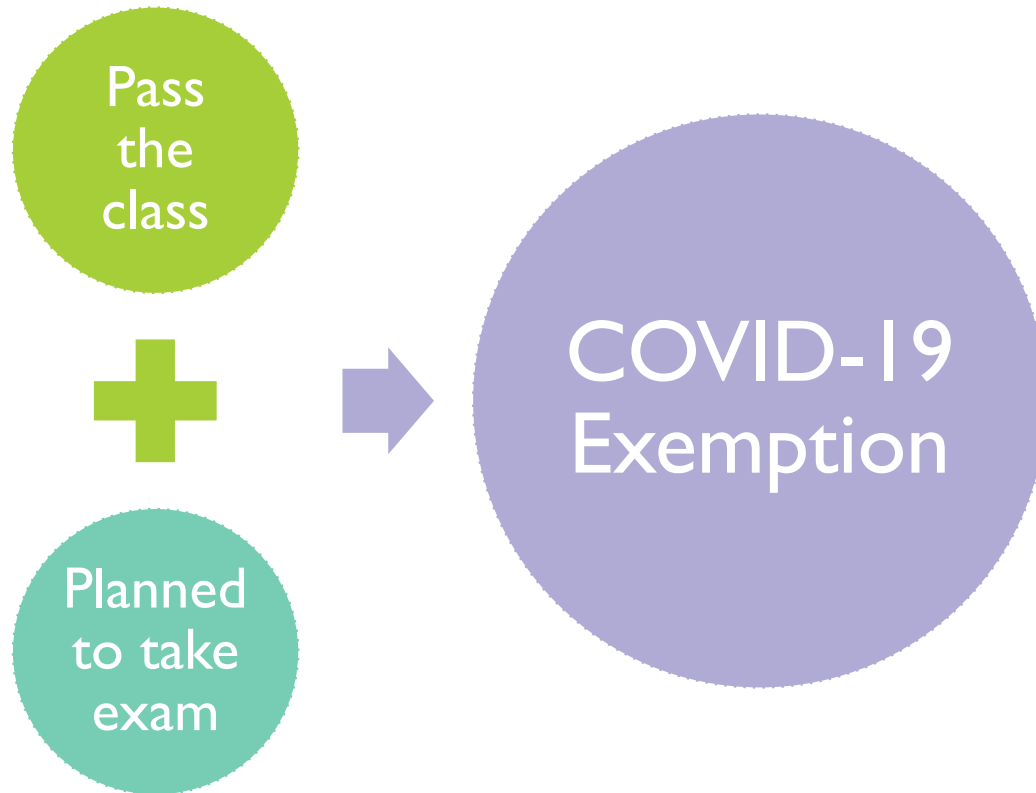 Pass
the
class
Planned
to take
exam
COVID-19
Exemption